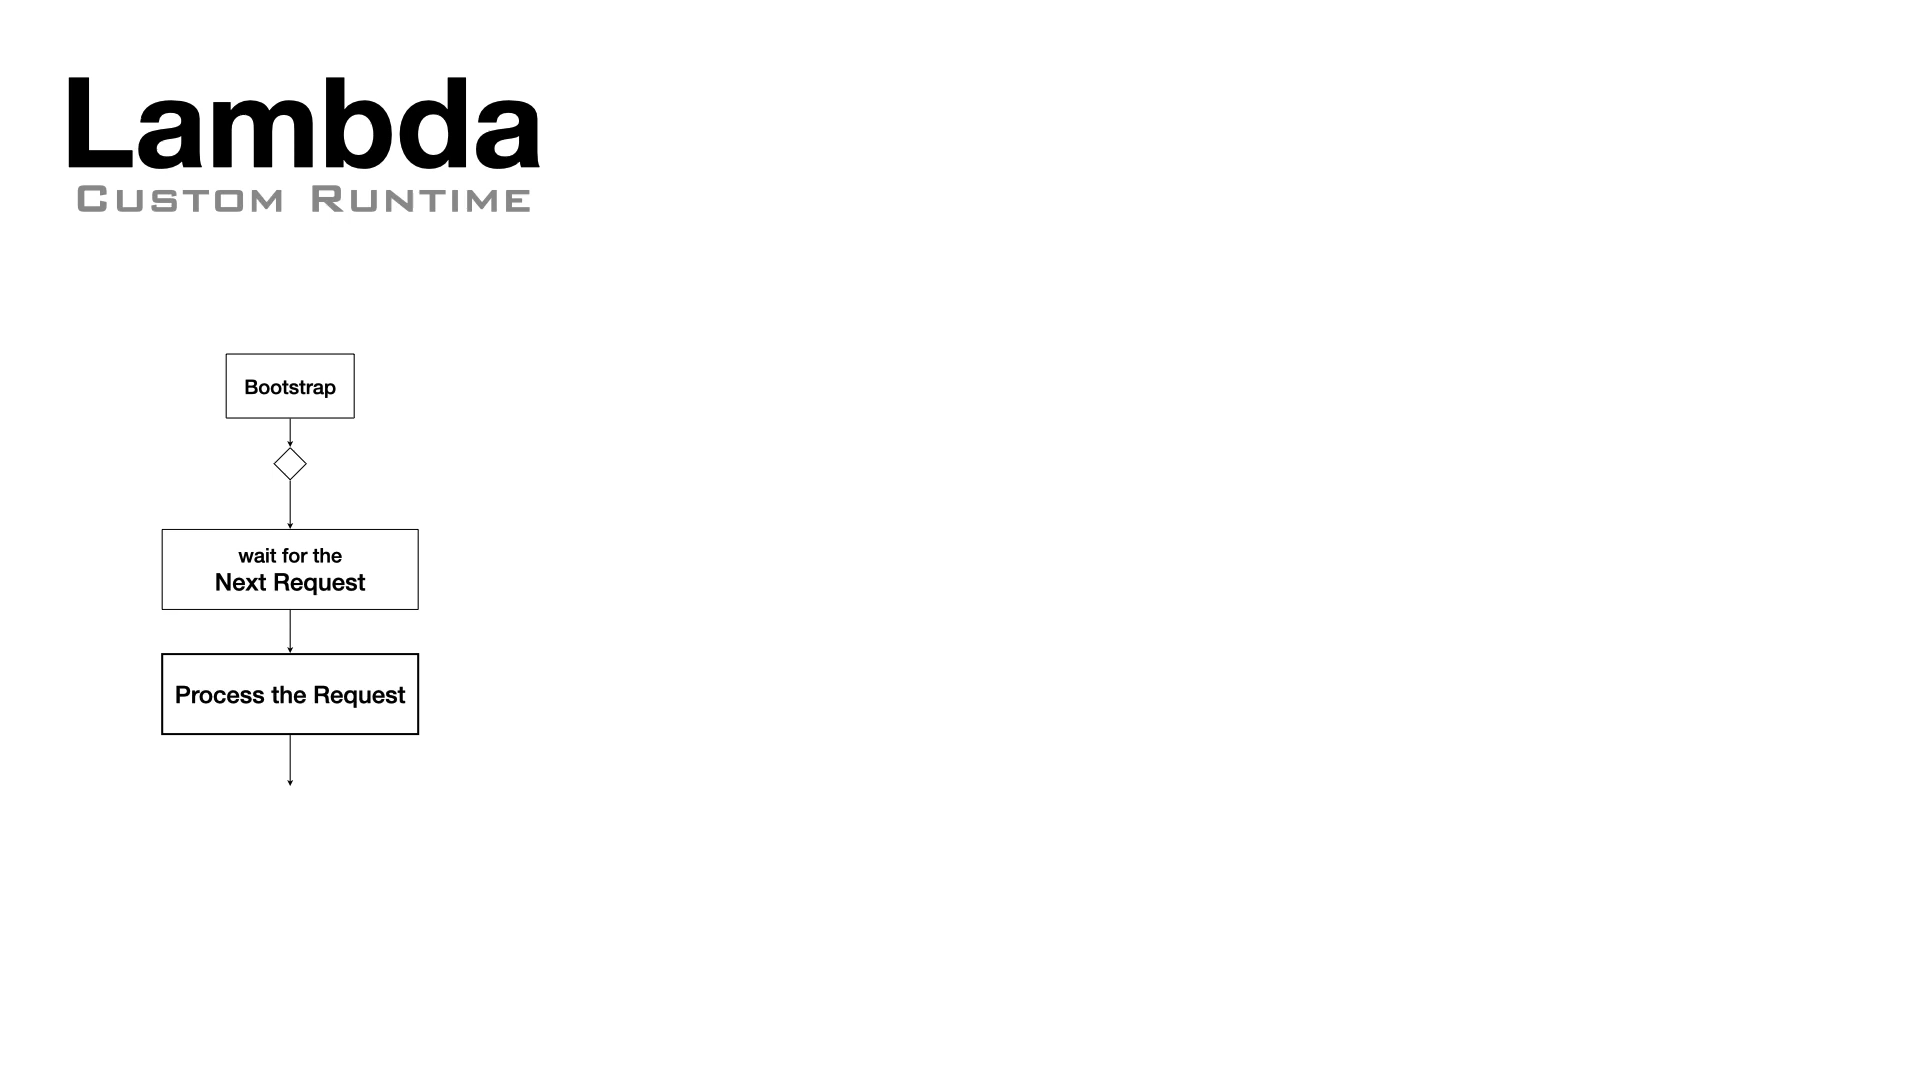 Lambda
Custom Runtime
Bootstrap
wait for the
Next Request
Process the Request